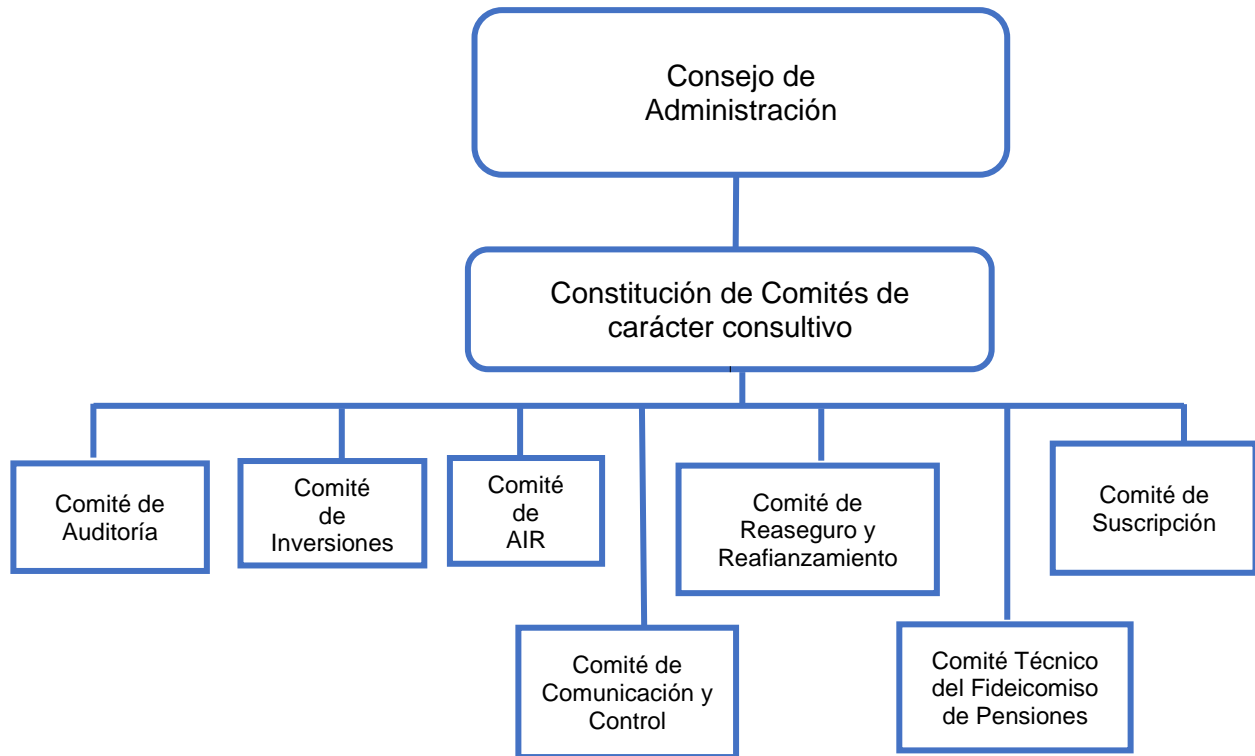 Consejo de
Administración
Constitución de Comités de
carácter consultivo
Comité de
Auditoría
Comité
de
Inversiones
Comité
de
AIR
Comité de
Reaseguro y
Reafianzamiento
Comité de
Suscripción
Comité de
Comunicación y
Control
Comité Técnico
del Fideicomiso
de Pensiones